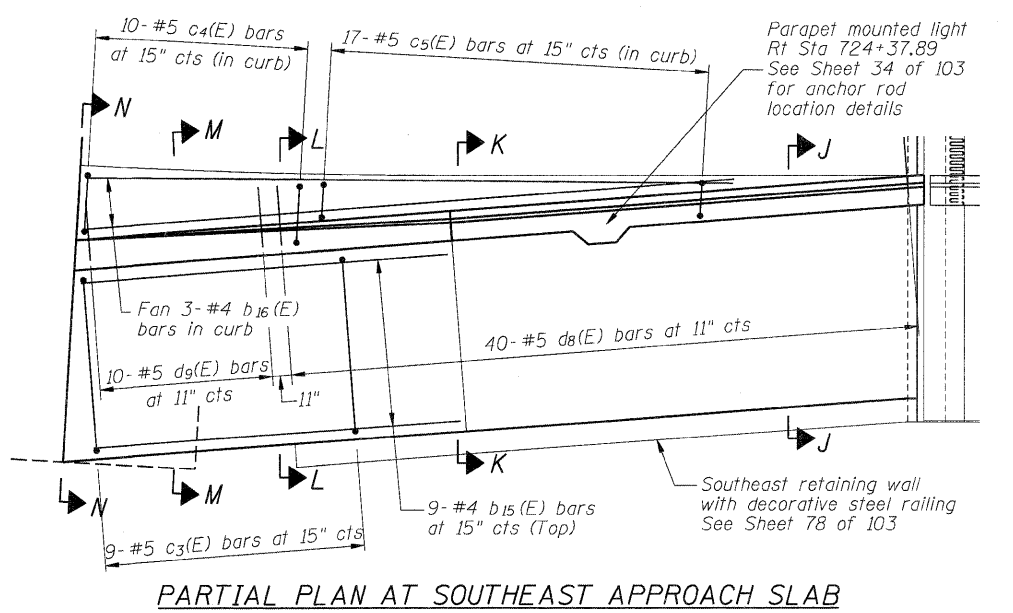 10- #5 c4(E) bars
at 15" cts (in curb)
17- #5 c5(E) bars at 15" cts (in curb)
Parapet mounted light
Rt Sta 724+37.89
See Sheet 34 of 103
for anchor rod
location details
N
M
L
K
J
Fan 3- #4 b16(E)
bars in curb
40- #5 d8(E) bars at 11" cts
10- #5 d9(E) bars
at 11" cts
11"
N
M
L
K
J
9- #5 c3(E) bars at 15" cts
9- #4 b15(E) bars
at 15" cts (Top)
Southeast retaining wall
with decorative steel railing
See Sheet 78 of 103
PARTIAL PLAN AT SOUTHEAST APPROACH SLAB